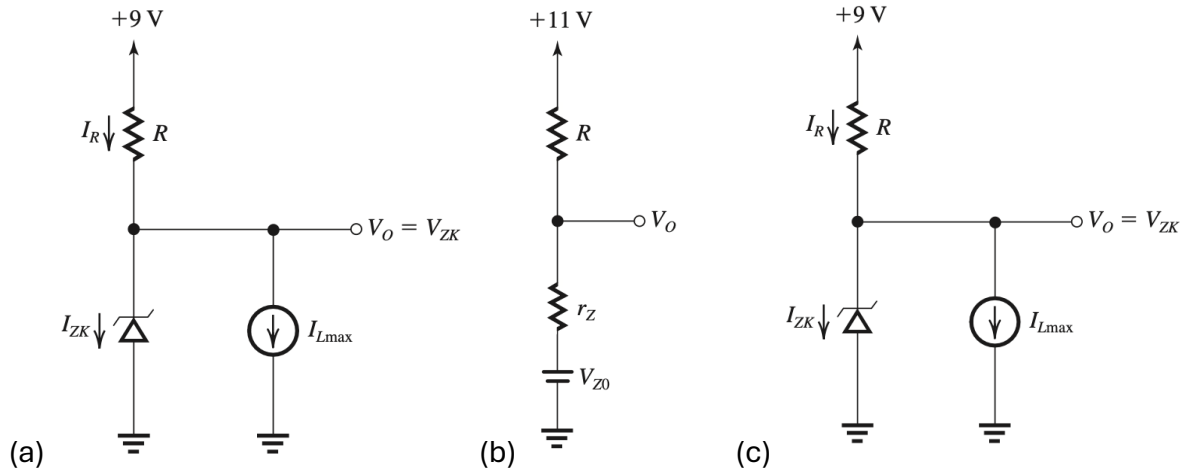 +9 V
I_R
R
V_O = V_ZK
I_ZK
I_Lmax
(a)
+11 V
R
V_O
r_Z
V_Z0
(b)
+9 V
I_R
R
V_O = V_ZK
I_ZK
I_Lmax
(c)